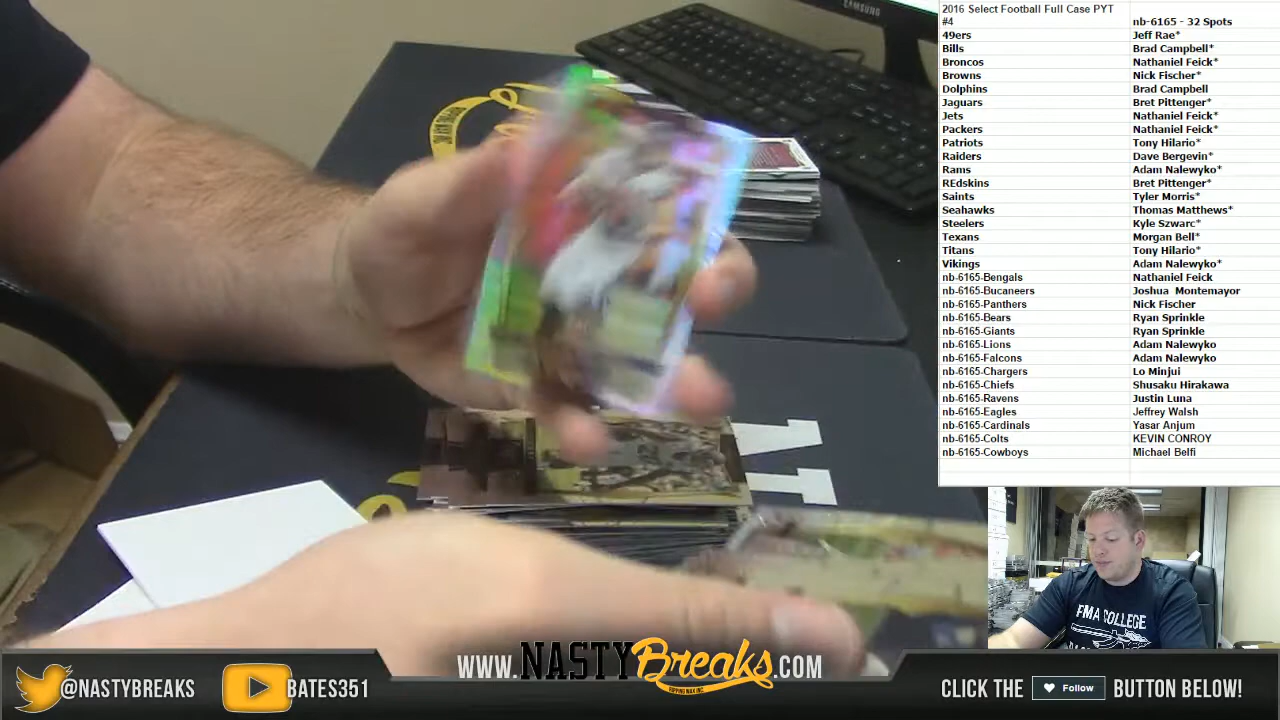 SAMSUNG
2016 Select Football Full Case PYT
#4 nb-6165 - 32 Spots
49ers Jeff Rae*
Bills Brad Campbell*
Broncos Nathaniel Feick*
Browns Nick Fischer*
Dolphins Brad Campbell
Jaguars Bret Pittenger*
Jets Nathaniel Feick*
Packers Nathaniel Feick*
Patriots Tony Hilario*
Raiders Dave Bergevin*
Rams Adam Nalewyko*
REdskins Bret Pittenger*
Saints Tyler Morris*
Seahawks Thomas Matthews*
Steelers Kyle Szwarc*
Texans Morgan Bell*
Titans Tony Hilario*
Vikings Adam Nalewyko*
nb-6165-Bengals Nathaniel Feick
nb-6165-Bucaneers Joshua Montemayor
nb-6165-Panthers Nick Fischer
nb-6165-Bears Ryan Sprinkle
nb-6165-Giants Ryan Sprinkle
nb-6165-Lions Adam Nalewyko
nb-6165-Falcons Adam Nalewyko
nb-6165-Chargers Lo Minjui
nb-6165-Chiefs Shusaku Hirakawa
nb-6165-Ravens Justin Luna
nb-6165-Eagles Jeffrey Walsh
nb-6165-Cardinals Yasar Anjum
nb-6165-Colts KEVIN CONROY
nb-6165-Cowboys Michael Belfi
FMA COLLEGE
@NASTYBREAKS
BATES351
WWW.NASTYBreaks.COM
RIPPING WAX INC.
CLICK THE Follow BUTTON BELOW!